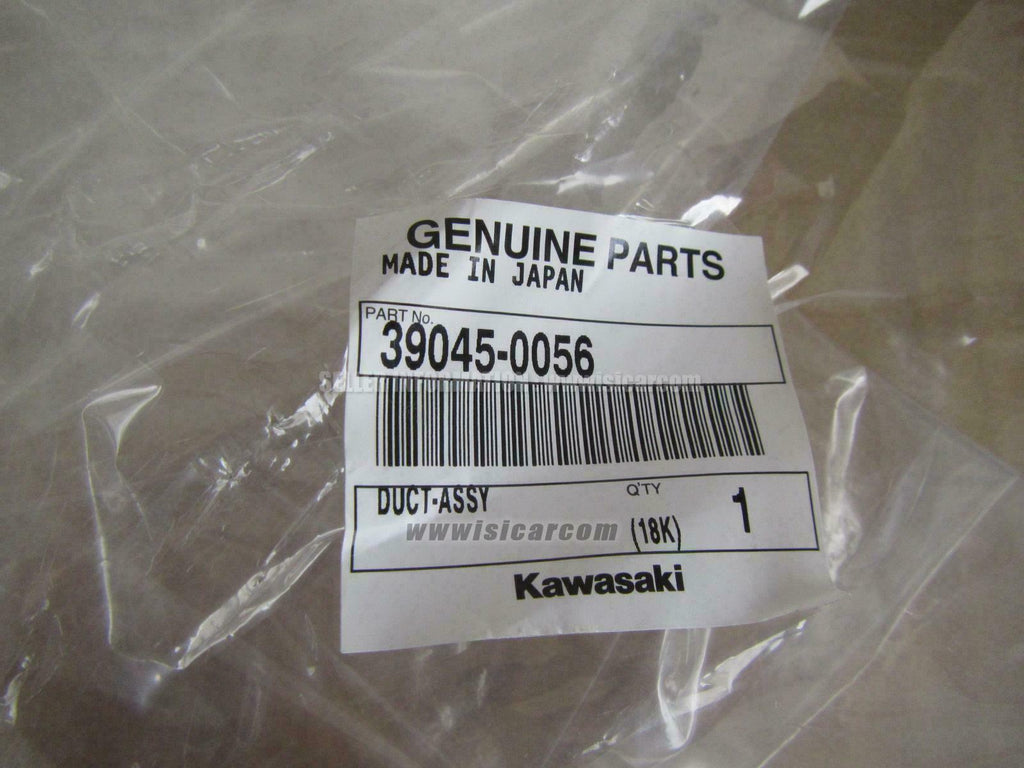 GENUINE PARTS
MADE IN JAPAN
PART No.
39045-0056
DUCT-ASSY
Q'TY
1
(18K)
wwwisicarcom
Kawasaki